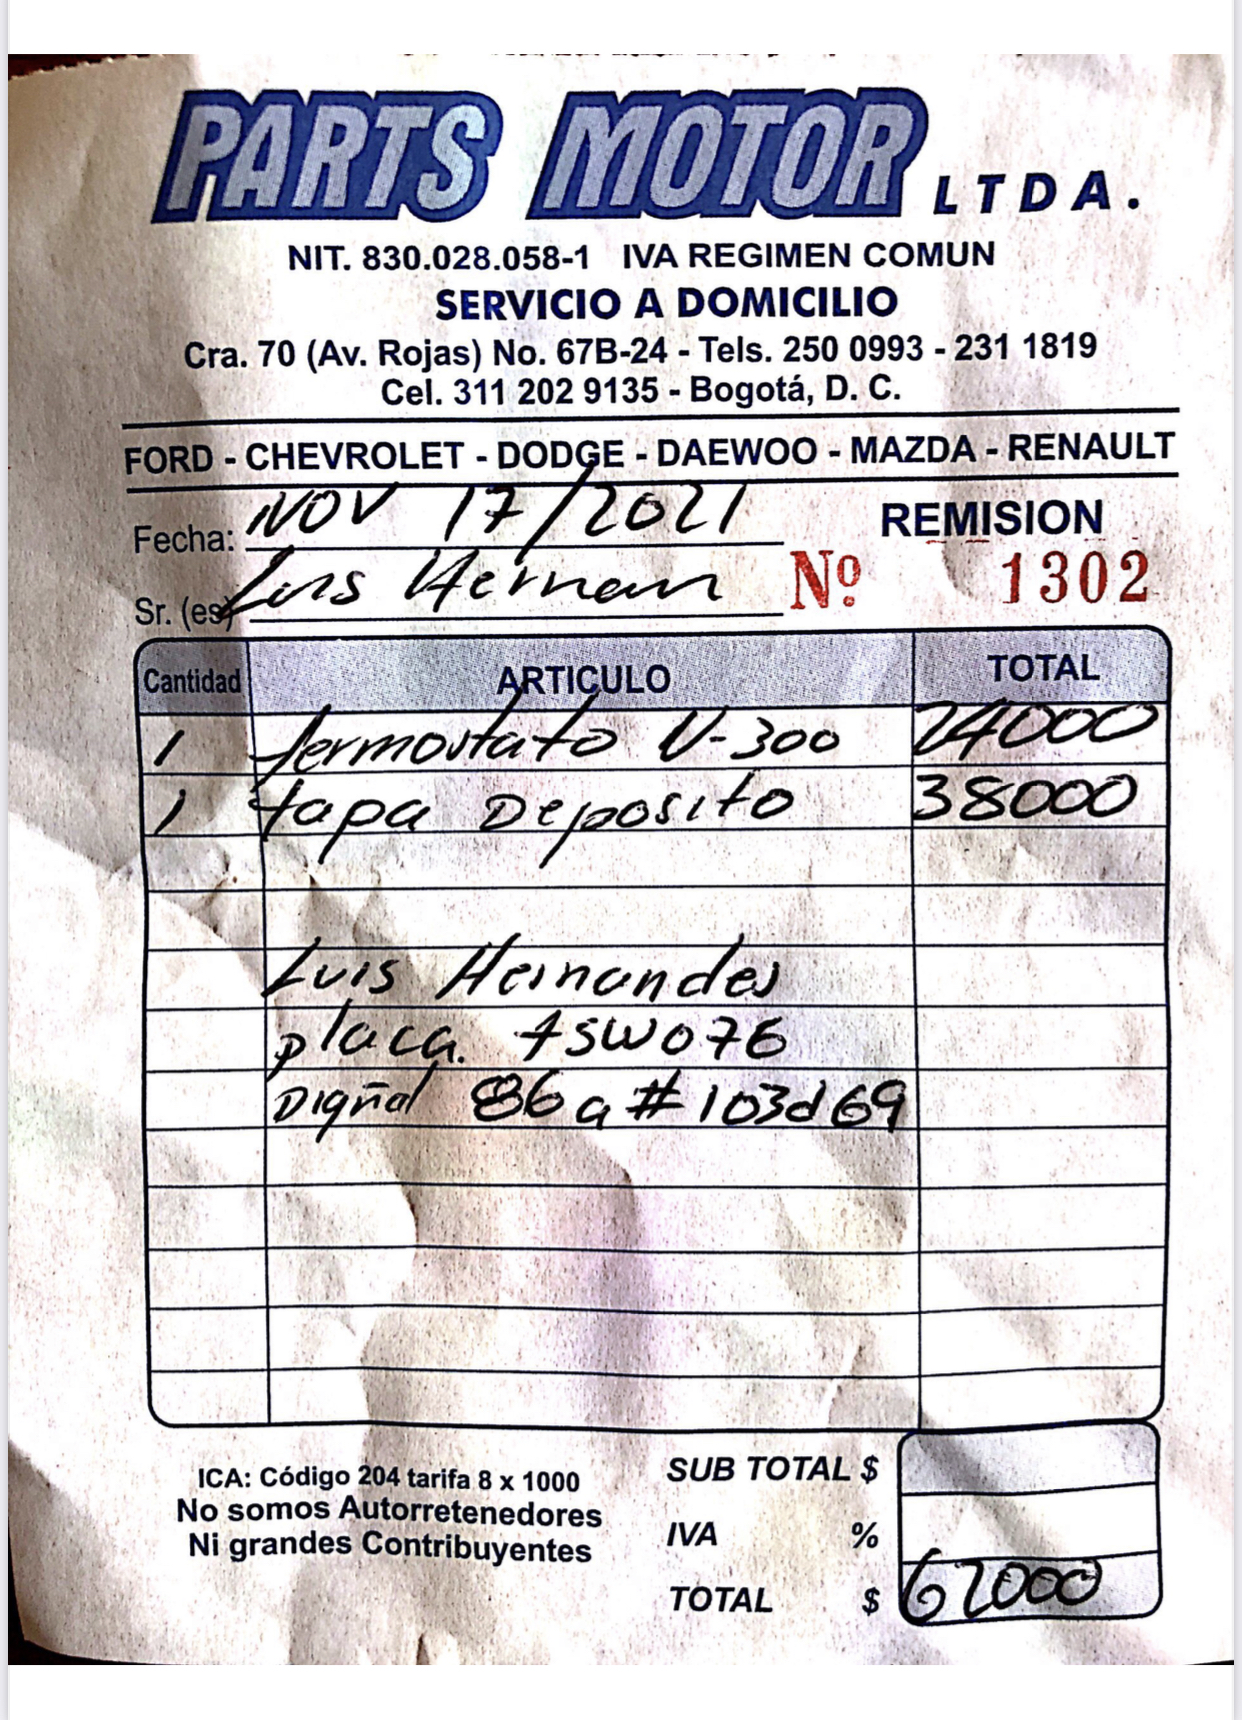 PARTS MOTOR LTDA.
NIT. 830.028.058-1 IVA REGIMEN COMUN
SERVICIO A DOMICILIO
Cra. 70 (Av. Rojas) No. 67B-24 - Tels. 250 0993 - 231 1819
Cel. 311 202 9135 - Bogotá, D. C.
FORD - CHEVROLET - DODGE - DAEWOO - MAZDA - RENAULT
Fecha: NOV 17/2021 REMISION
Sr. (es) Luis Hernan Nº 1302
Cantidad ARTICULO TOTAL
1 termostato V-300 24000
1 tapa Deposito 38000
Luis Hernandes
placa. tsw076
86a #103d69
ICA: Código 204 tarifa 8 x 1000
No somos Autorretenedores
Ni grandes Contribuyentes
SUB TOTAL $
IVA %
TOTAL $ 62000